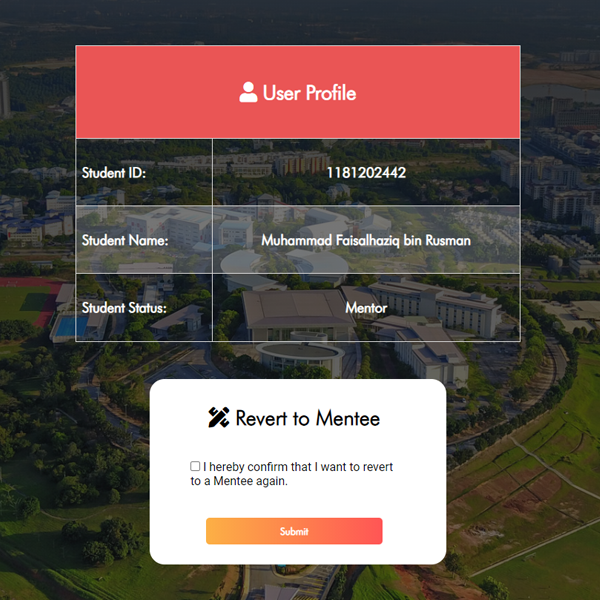 User Profile
Student ID: 1181202442
Student Name: Muhammad Faisalhaziq bin Rusman
Student Status: Mentor
Revert to Mentee
I hereby confirm that I want to revert
to a Mentee again.
Submit